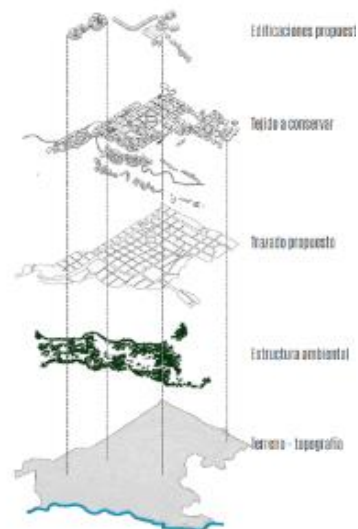 Edificaciones propuest
Tejido a conservar
Trazado propuesto
Estructura ambiental
Terreno - topografía